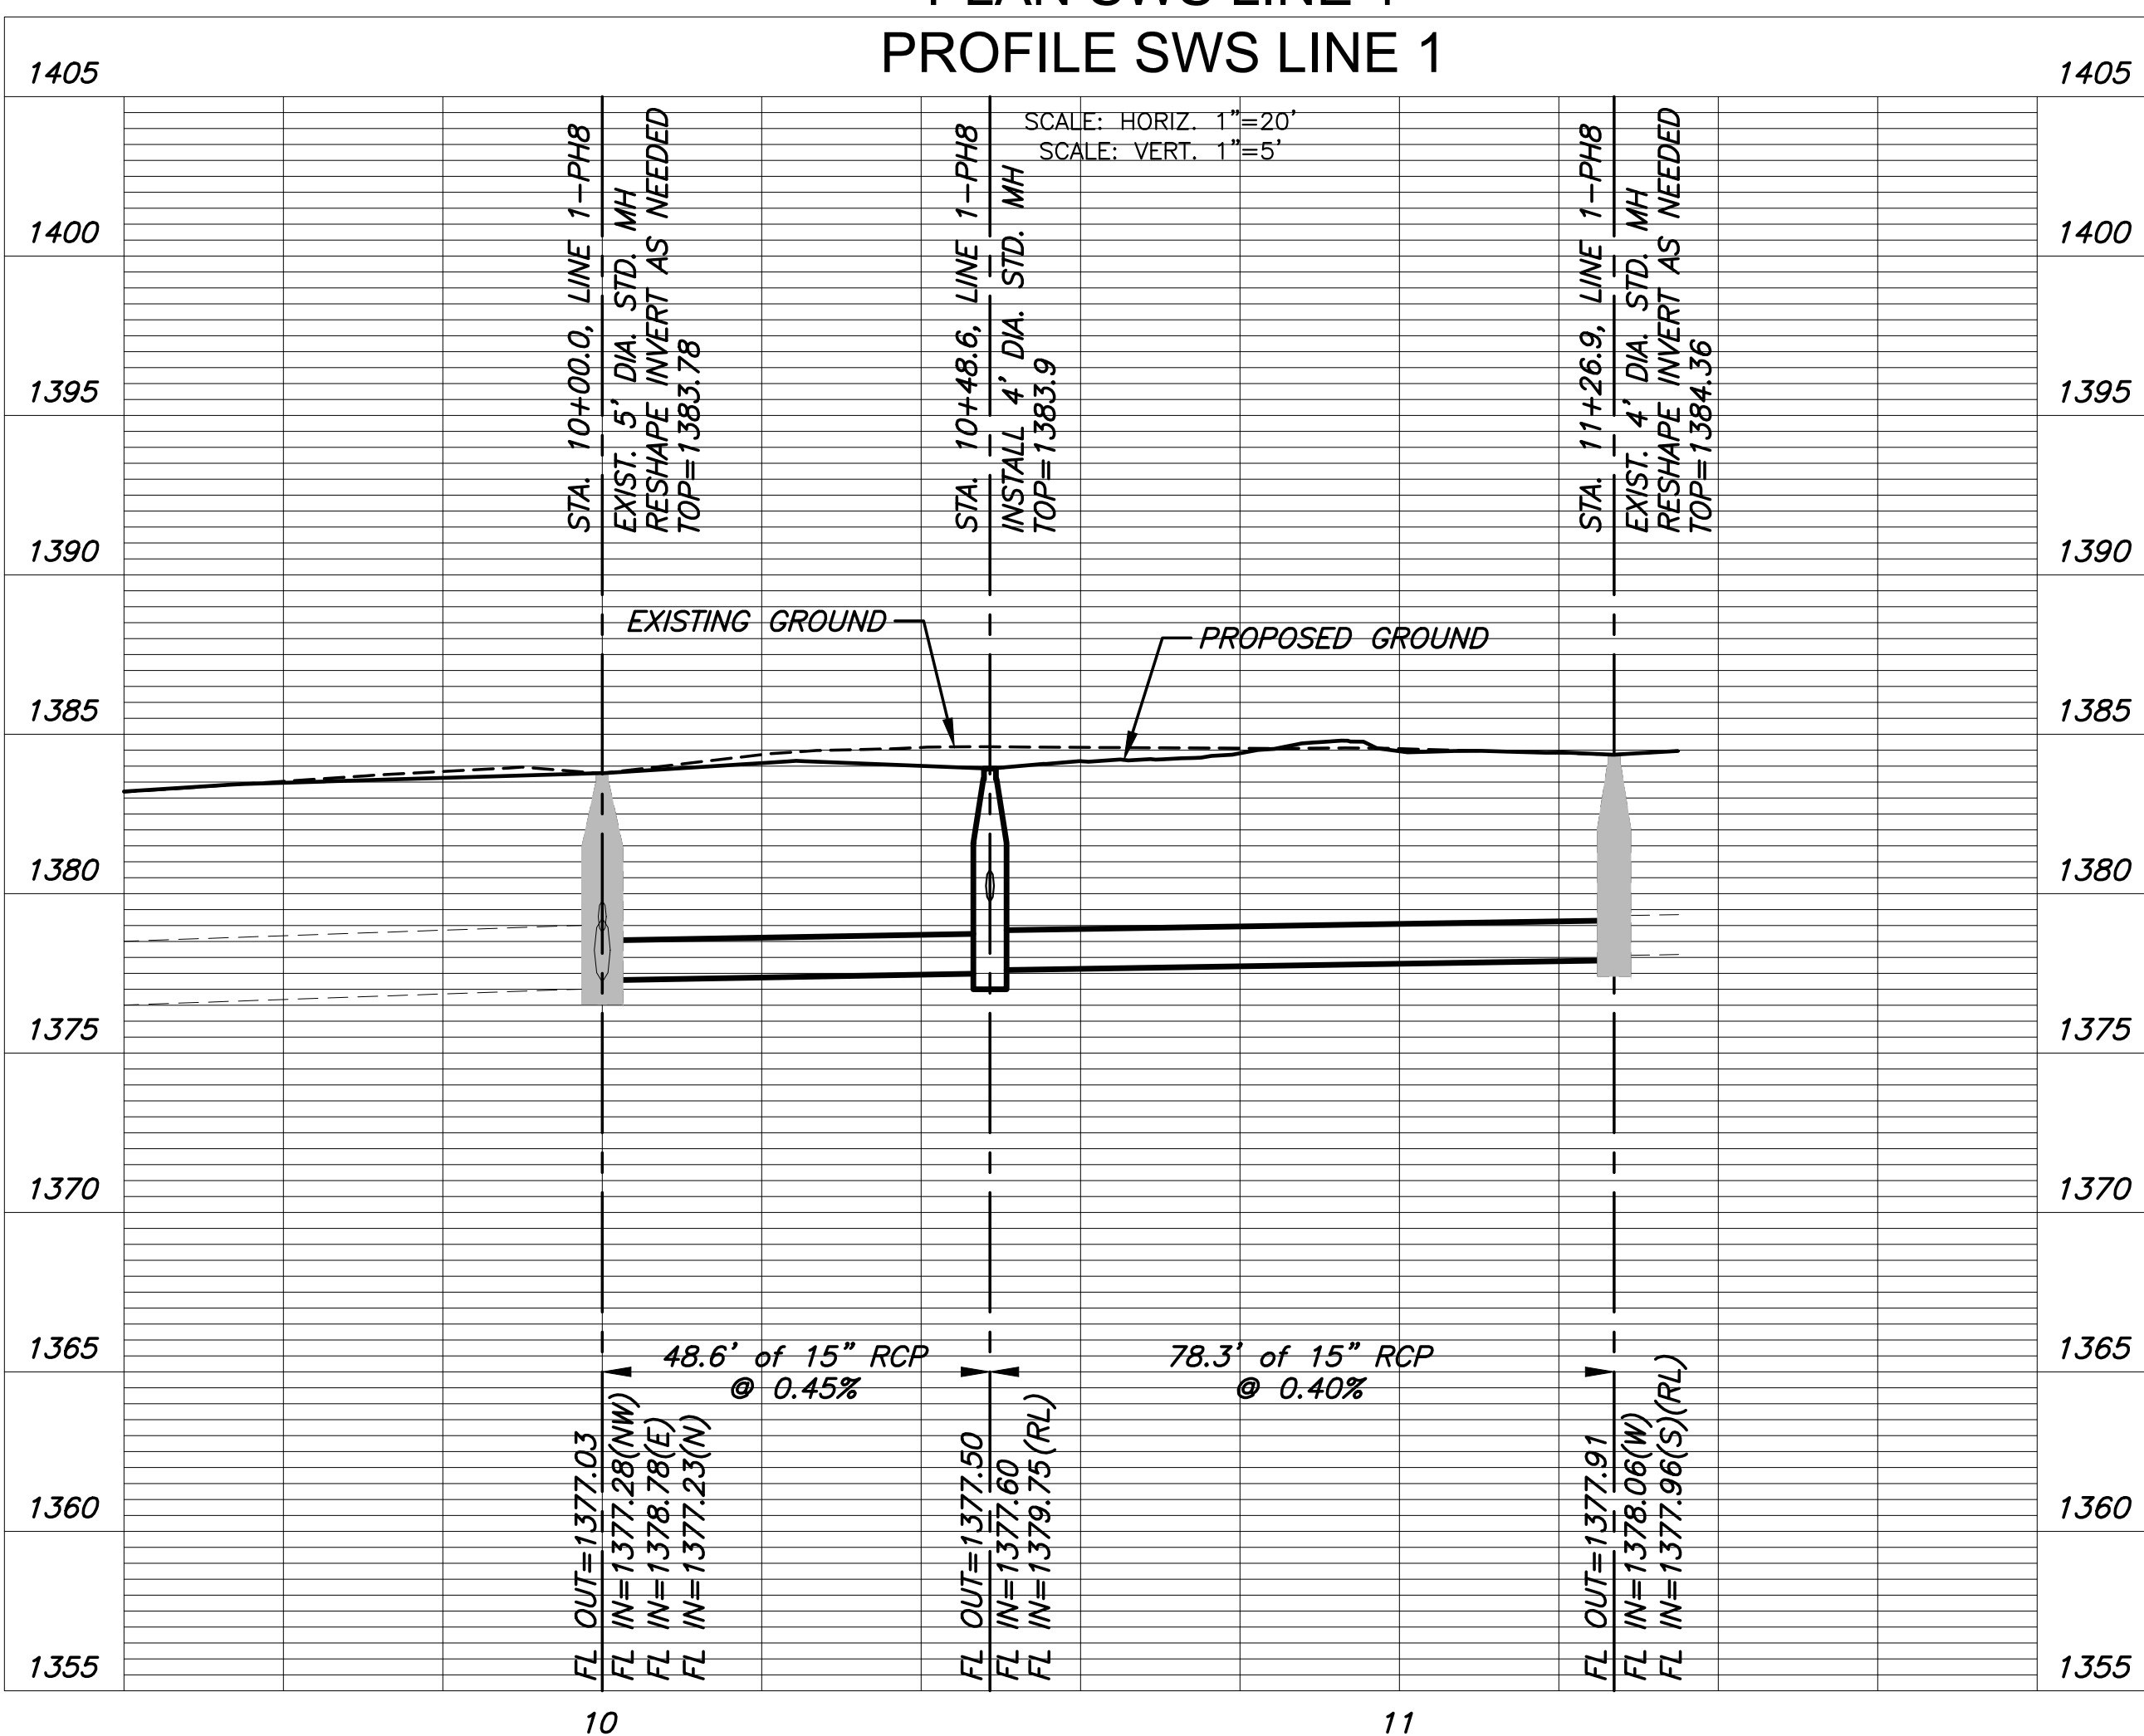 PLAN SWS LINE 1
PROFILE SWS LINE 1
SCALE: HORIZ. 1"=20'
SCALE: VERT. 1"=5'
1405
1400
1395
1390
1385
1380
1375
1370
1365
1360
1355
STA. 10+00.0, LINE 1-PH8
EXIST. 5' DIA. STD. MH
RESHAPE INVERT AS NEEDED
TOP=1383.78
STA. 10+48.6, LINE 1-PH8
INSTALL 4' DIA. STD. MH
TOP=1383.9
STA. 11+26.9, LINE 1-PH8
EXIST. 4' DIA. STD. MH
RESHAPE INVERT AS NEEDED
TOP=1384.36
EXISTING GROUND
PROPOSED GROUND
48.6' of 15" RCP
@ 0.45%
78.3' of 15" RCP
@ 0.40%
FL OUT=1377.03
FL IN=1377.28(NW)
FL IN=1378.78(E)
FL IN=1377.23(N)
FL OUT=1377.50
FL IN=1377.60
FL IN=1379.75(RL)
FL OUT=1377.91
FL IN=1378.06(W)
FL IN=1377.96(S)(RL)
1405
1400
1395
1390
1385
1380
1375
1370
1365
1360
1355
10
11